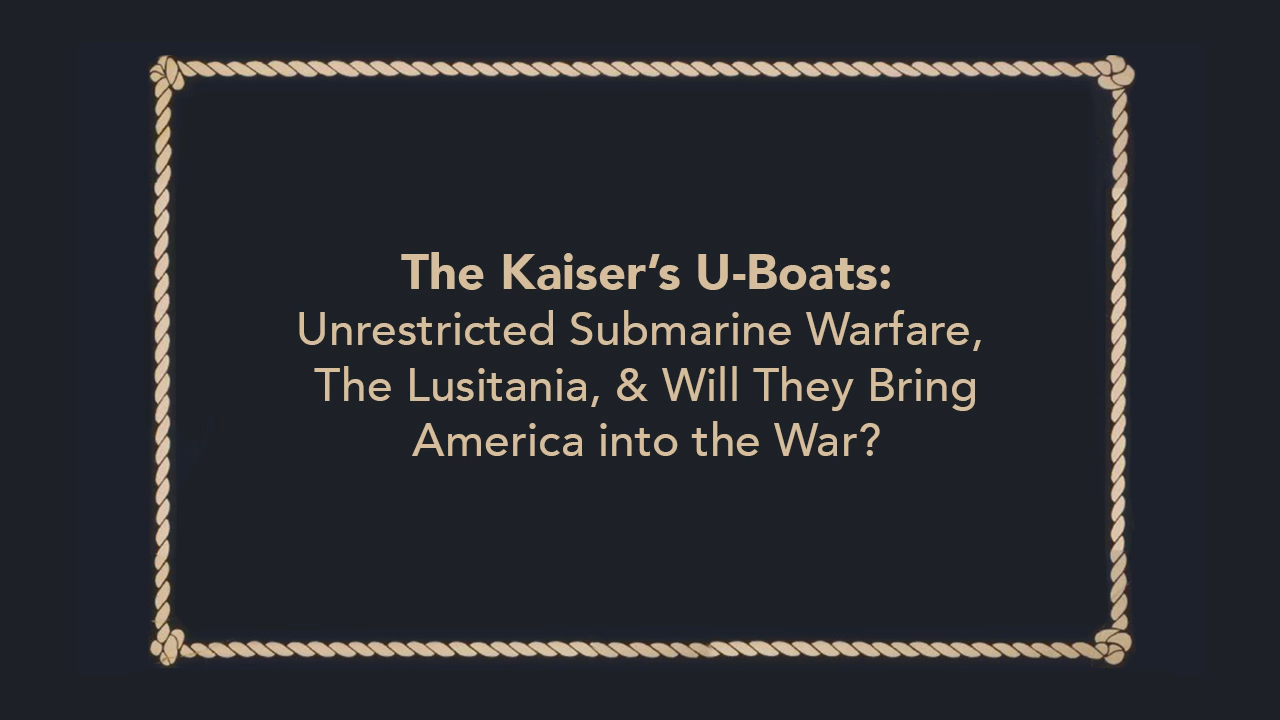 The Kaiser’s U-Boats:
Unrestricted Submarine Warfare,
The Lusitania, & Will They Bring
America into the War?